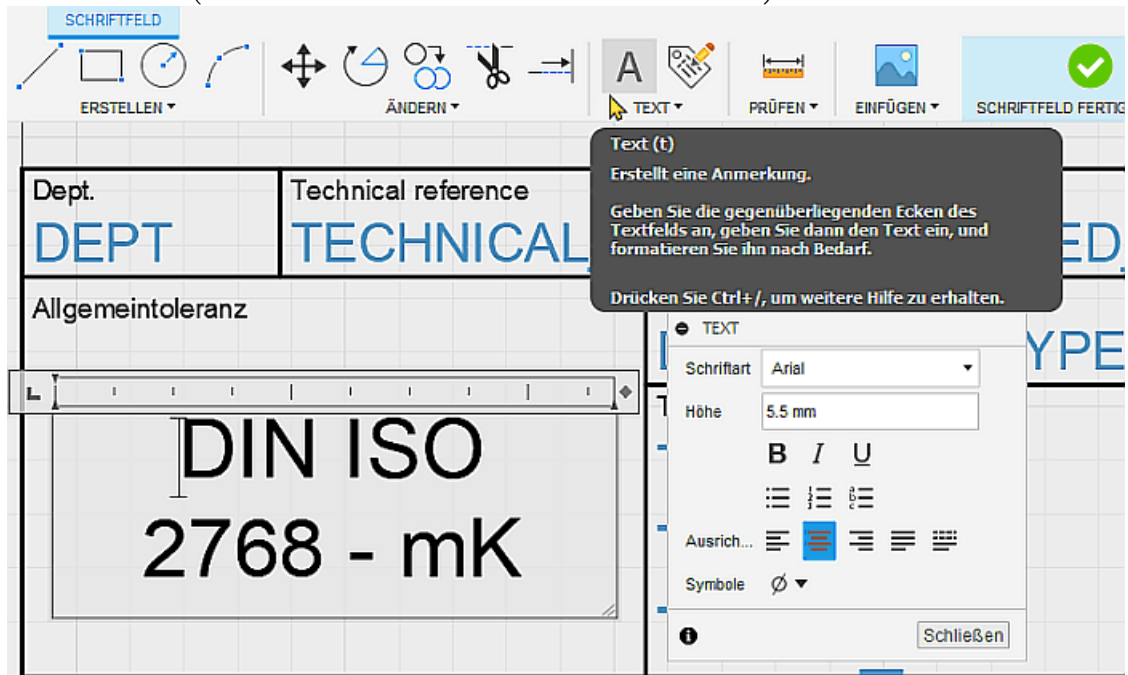 SCHRIFTFELD
ERSTELLEN
ÄNDERN
TEXT
PRÜFEN
EINFÜGEN
SCHRIFTFELD FERTIG
Text (t)
Erstellt eine Anmerkung.
Geben Sie die gegenüberliegenden Ecken des
Textfelds an, geben Sie dann den Text ein, und
formatieren Sie ihn nach Bedarf.
Drücken Sie Ctrl+/, um weitere Hilfe zu erhalten.
Dept.
Technical reference
DEPT
TECHNICAL
ED
Allgemeintoleranz
YPE
DIN ISO
2768 - mK
TEXT
Schriftart Arial
Höhe 5.5 mm
B I U
Ausrich...
Symbole Ø
Schließen